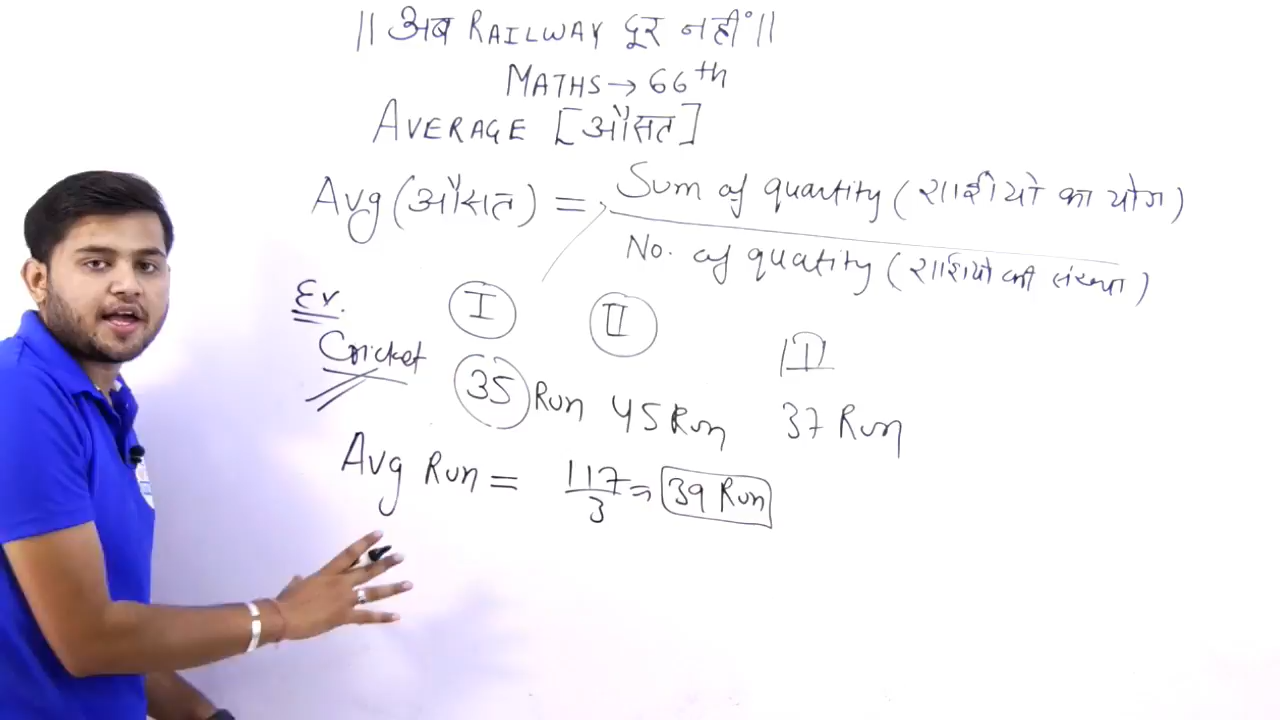 || अब RAILWAY दूर नहीं ||
MATHS → 66th
AVERAGE [औसत]
Avg (औसत) = Sum of quantity (राशीयो का योग)
No. of quatity (राशियो की संख्या)
Ex. I II III
Cricket 35 Run 45 Run 37 Run
Avg Run = 117/3 = 39 Run